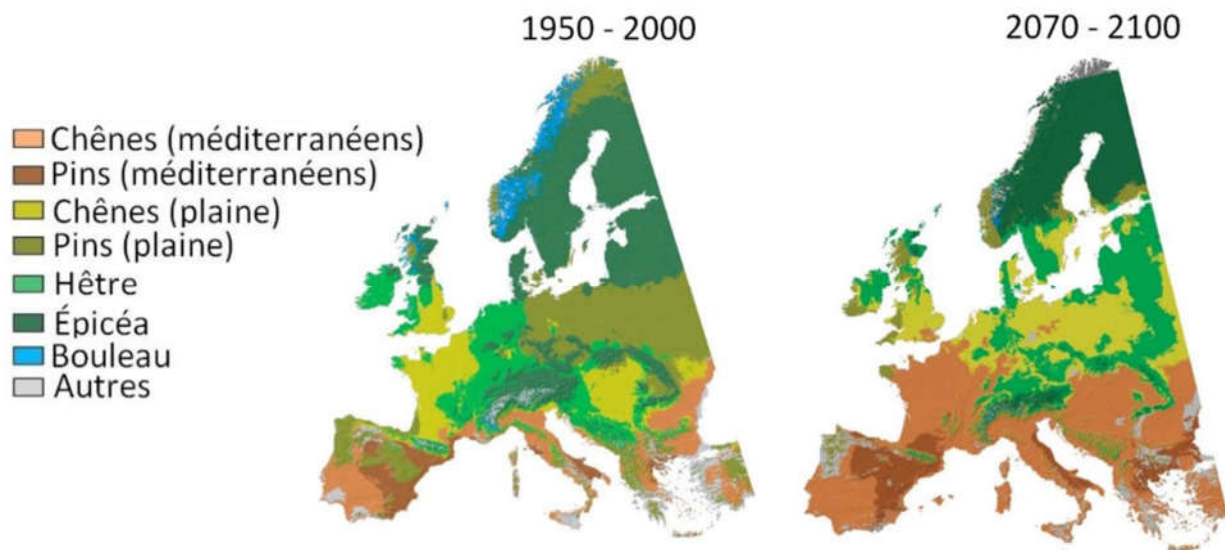 1950 - 2000
2070 - 2100
Chênes (méditerranéens)
Pins (méditerranéens)
Chênes (plaine)
Pins (plaine)
Hêtre
Épicéa
Bouleau
Autres